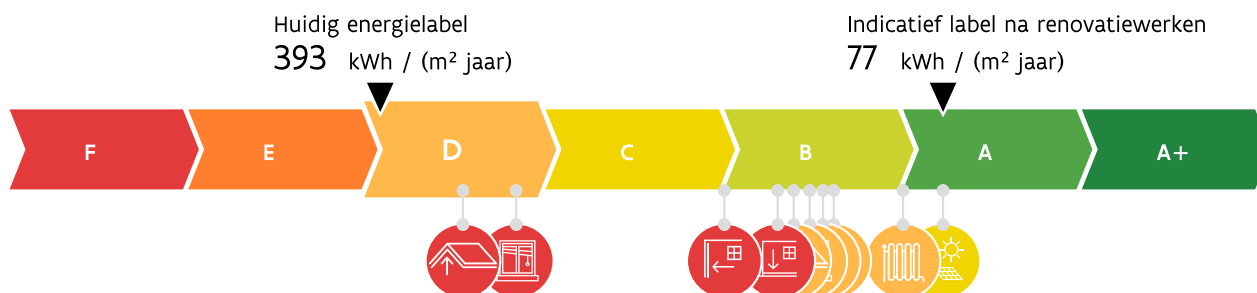 Huidig energielabel
393 kWh / (m² jaar)
Indicatief label na renovatiewerken
77 kWh / (m² jaar)
F E D C B A A+